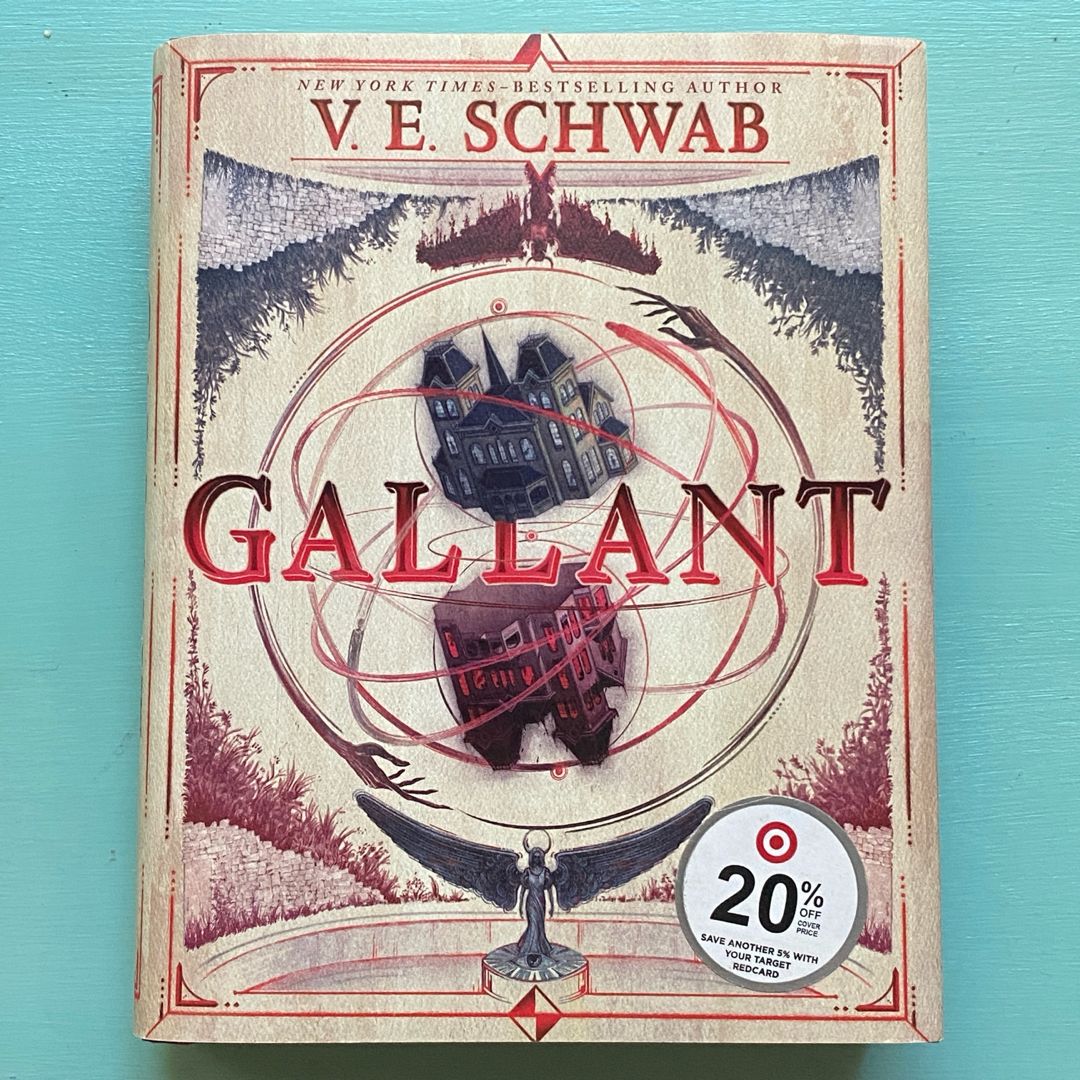 NEW YORK TIMES–BESTSELLING AUTHOR
V. E. SCHWAB
GALLANT
20%
OFF
COVER
PRICE
SAVE ANOTHER 5% WITH
YOUR TARGET
REDCARD